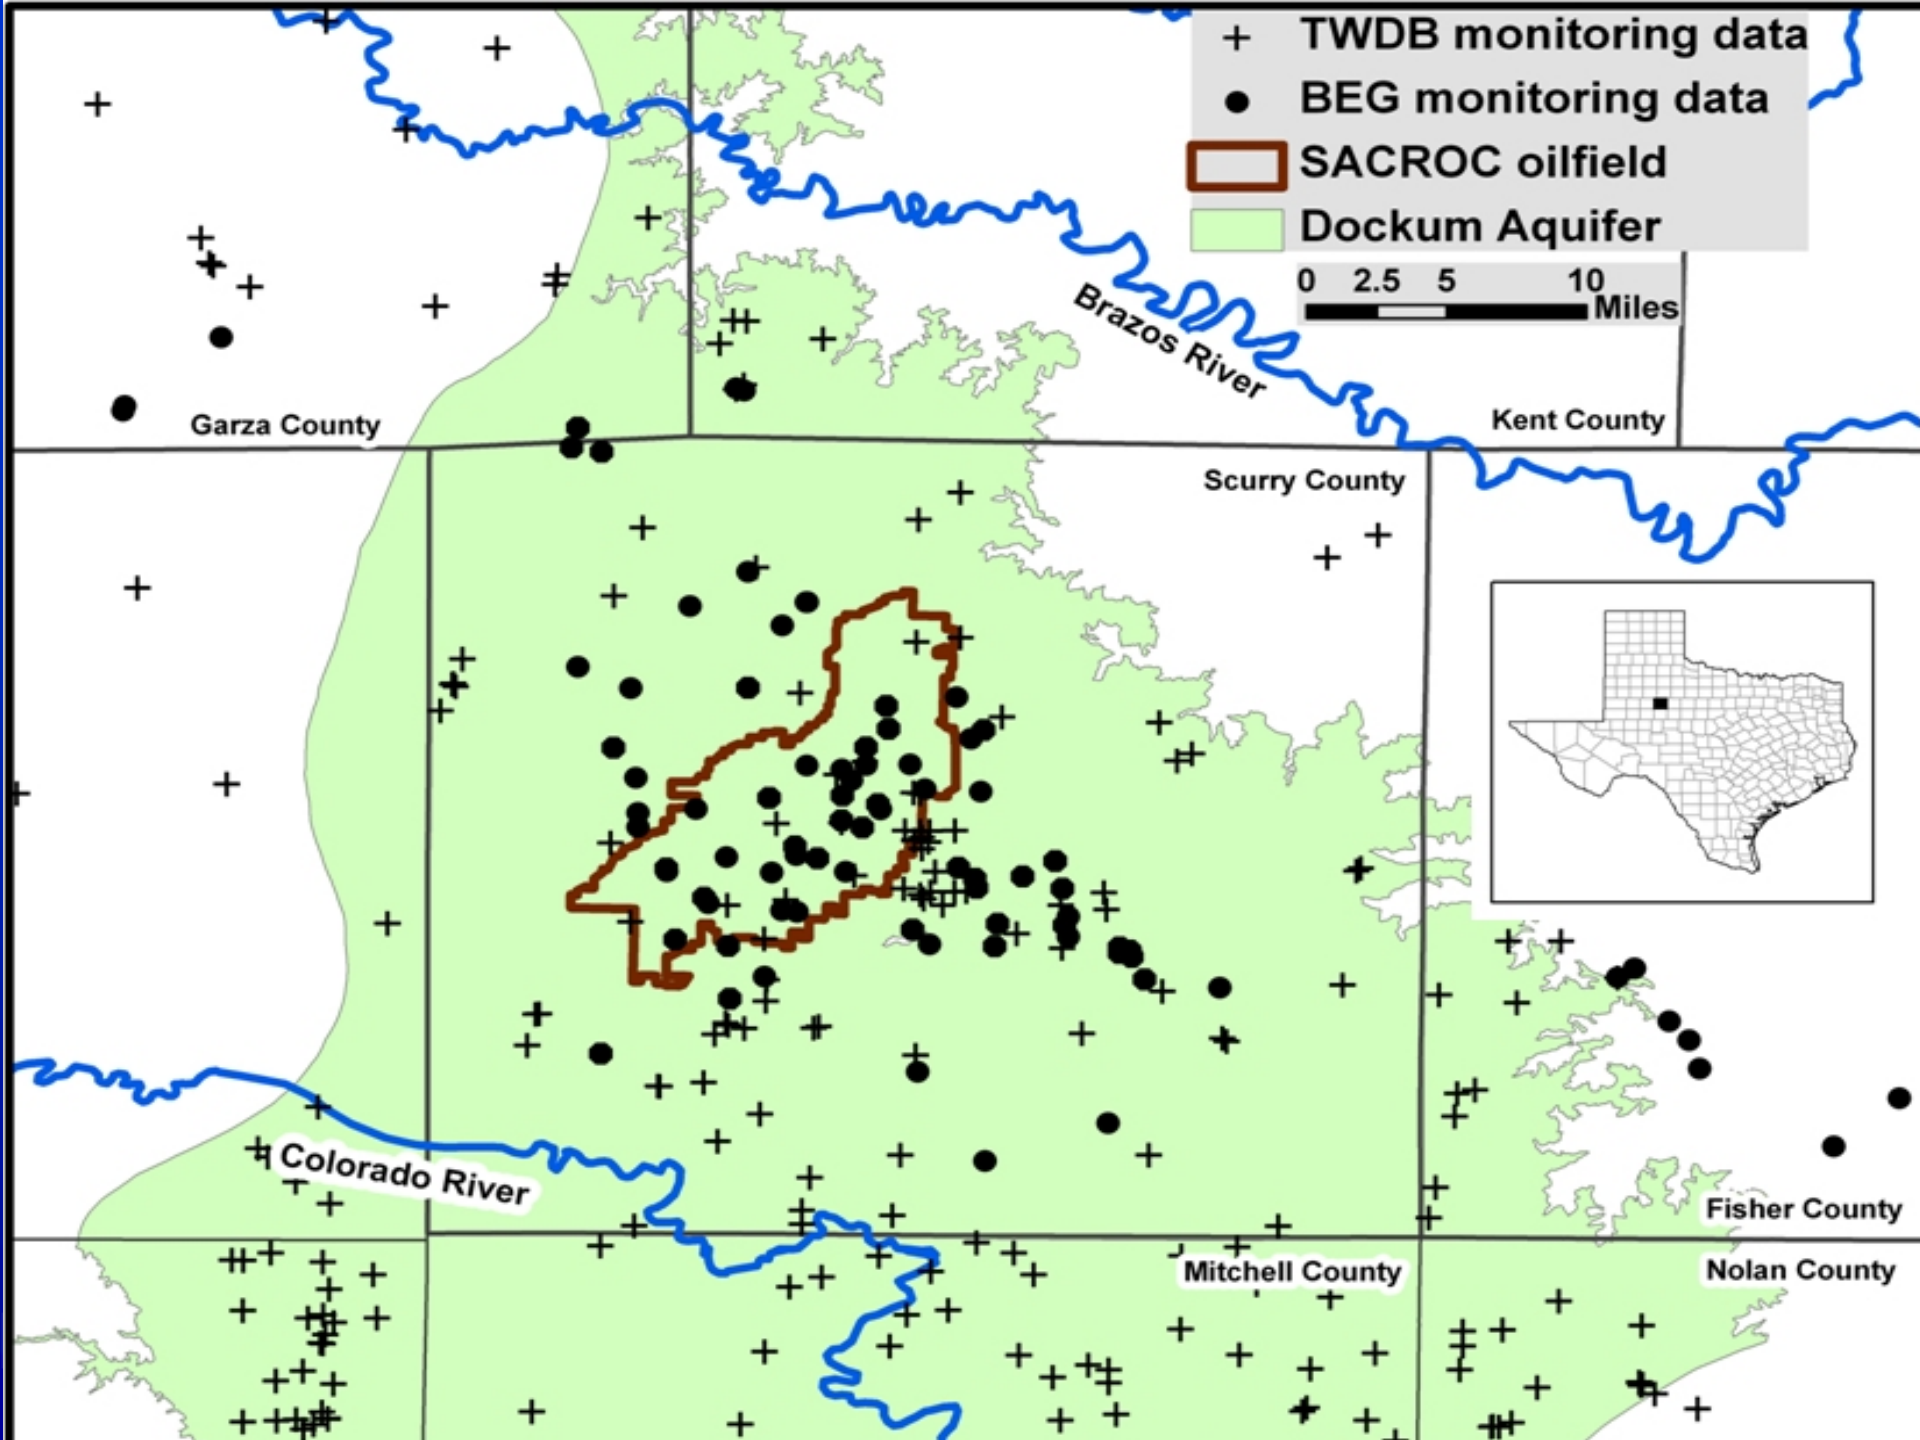 TWDB monitoring data
BEG monitoring data
SACROC oilfield
Dockum Aquifer
0 2.5 5 10
Miles
Brazos River
Garza County
Kent County
Scurry County
Colorado River
Fisher County
Mitchell County
Nolan County